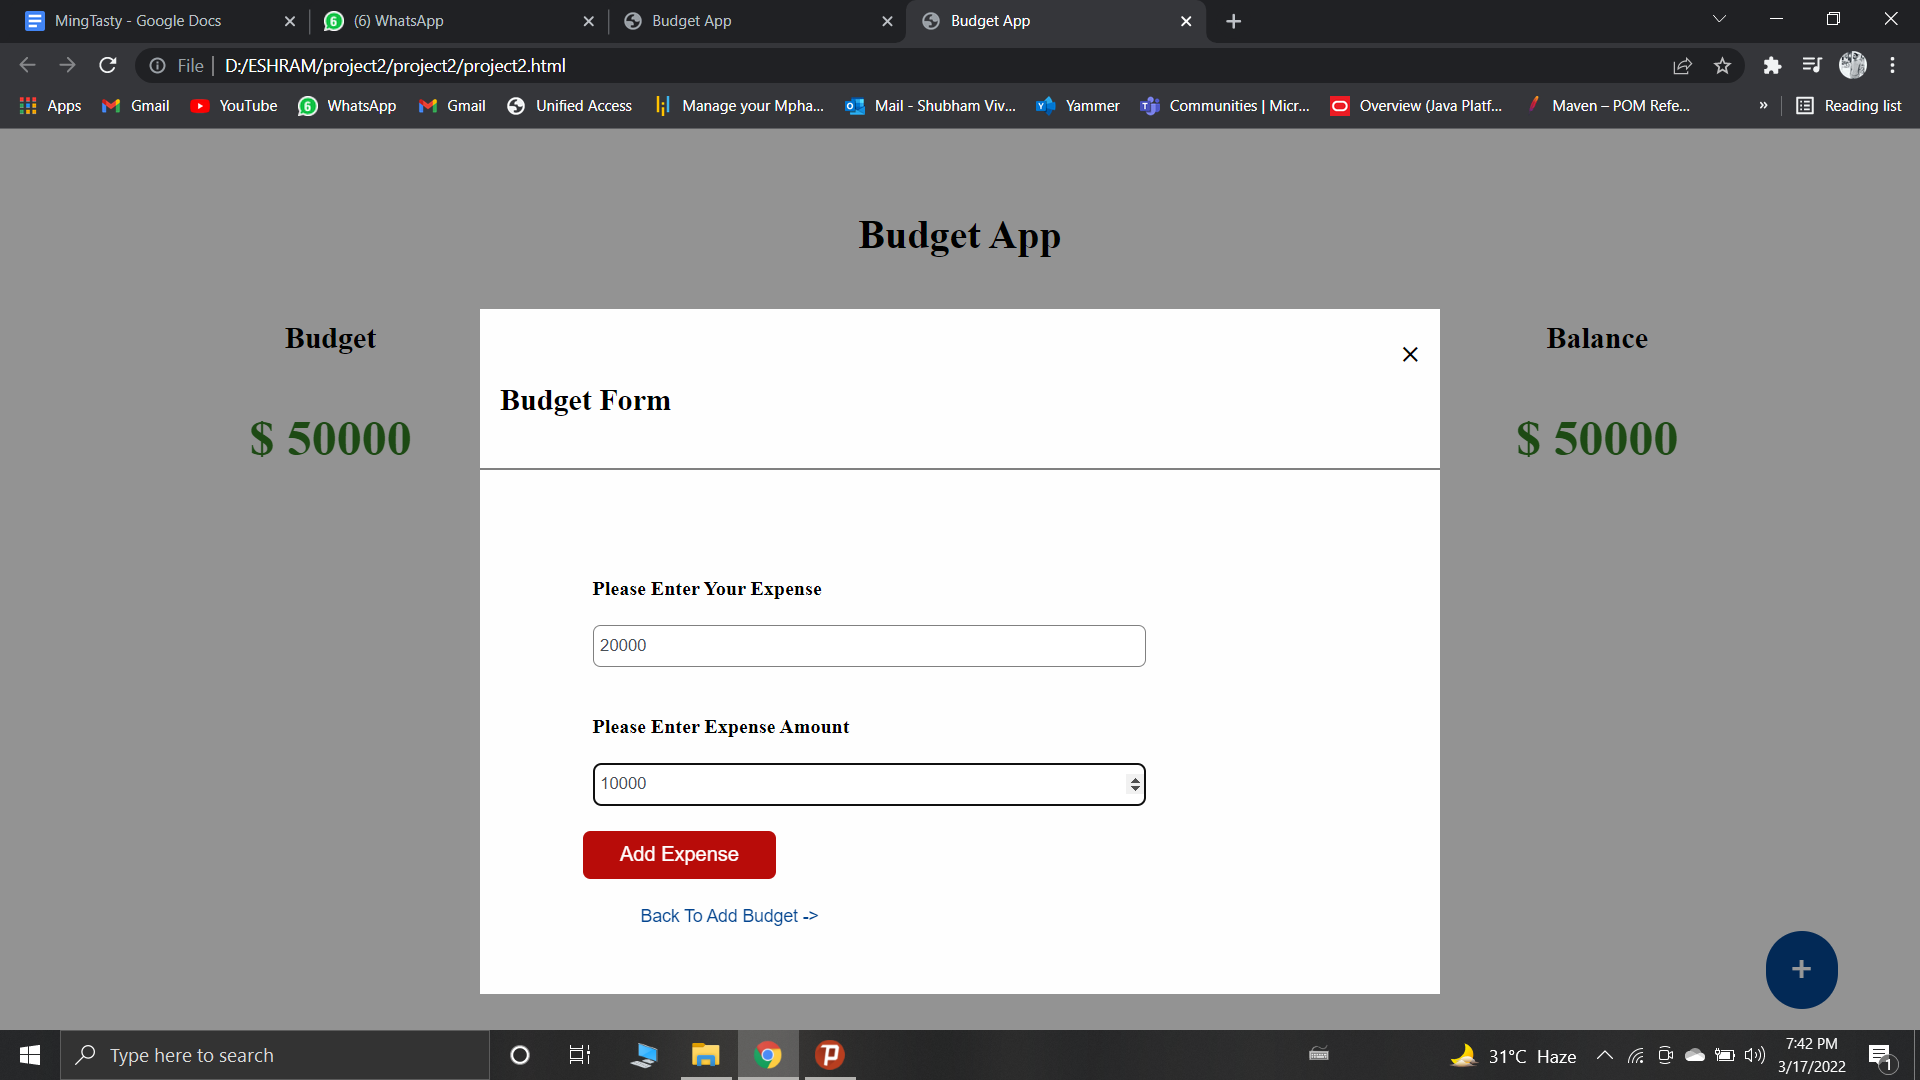 MingTasty - Google Docs
(6) WhatsApp
Budget App
Budget App
File
D:/ESHRAM/project2/project2/project2.html
Apps
Gmail
YouTube
6
WhatsApp
Gmail
Unified Access
Manage your Mpha...
Mail - Shubham Viv...
Yammer
Communities | Micr...
Overview (Java Platf...
Maven – POM Refe...
»
Reading list
Budget App
Budget
Balance
Budget Form
$ 50000
$ 50000
Please Enter Your Expense
20000
Please Enter Expense Amount
10000
Add Expense
Back To Add Budget ->
+
Type here to search
31°C Haze
7:42 PM
3/17/2022
1